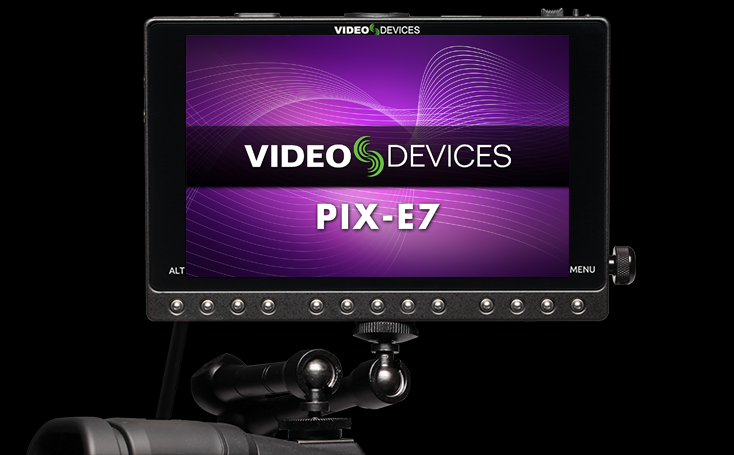 VIDEO DEVICES
VIDEO DEVICES
PIX-E7
ALT
MENU